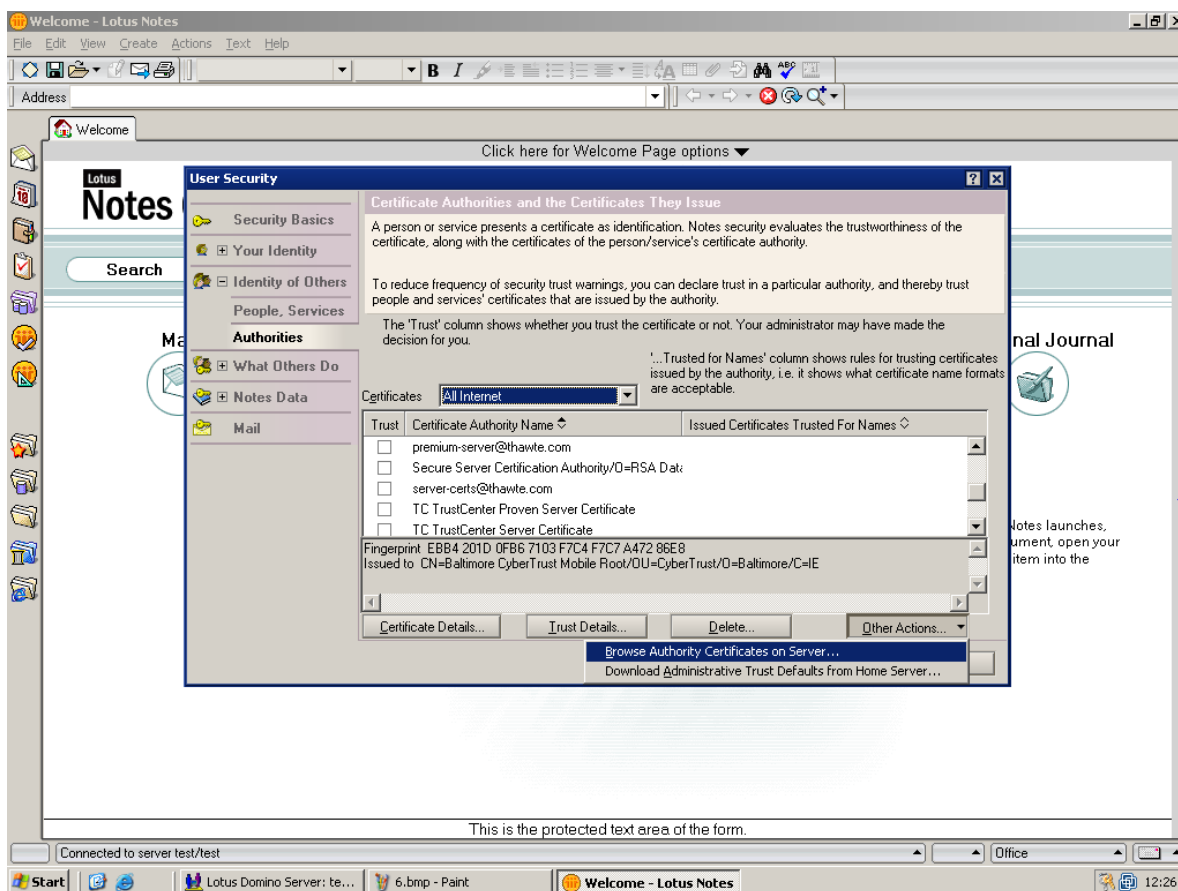 Welcome - Lotus Notes
File Edit View Create Actions Text Help
Address
Welcome
Click here for Welcome Page options
Lotus
Notes
Search
User Security
Security Basics
Your Identity
Identity of Others
People, Services
Authorities
What Others Do
Notes Data
Mail
Certificate Authorities and the Certificates They Issue
A person or service presents a certificate as identification. Notes security evaluates the trustworthiness of the
certificate, along with the certificates of the person/service's certificate authority.
To reduce frequency of security trust warnings, you can declare trust in a particular authority, and thereby trust
people and services' certificates that are issued by the authority.
The 'Trust' column shows whether you trust the certificate or not. Your administrator may have made the
decision for you.
'...Trusted for Names' column shows rules for trusting certificates
issued by the authority, i.e. it shows what certificate name formats
are acceptable.
Certificates All Internet
Trust Certificate Authority Name Issued Certificates Trusted For Names
premium-server@thawte.com
Secure Server Certification Authority/O=RSA Data
server-certs@thawte.com
TC TrustCenter Proven Server Certificate
TC TrustCenter Server Certificate
Fingerprint EBB4 201D 0FB6 7103 F7C4 F7C7 A472 86E8
Issued to CN=Baltimore CyberTrust Mobile Root/OU=CyberTrust/O=Baltimore/C=IE
Certificate Details... Trust Details... Delete... Other Actions...
Browse Authority Certificates on Server...
Download Administrative Trust Defaults from Home Server...
Ma
nal Journal
Notes launches,
ument, open your
item into the
This is the protected text area of the form.
Connected to server test/test Office
Start Lotus Domino Server: te... 6.bmp - Paint Welcome - Lotus Notes 12:26